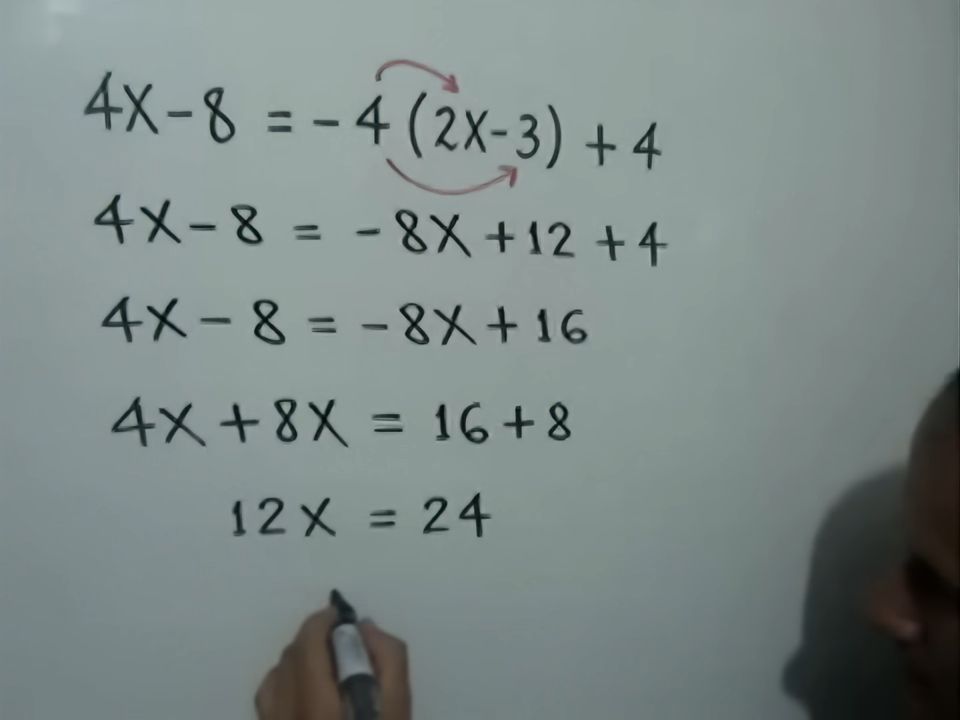 4X - 8 = - 4 (2X - 3) + 4
4X - 8 = - 8X + 12 + 4
4X - 8 = - 8X + 16
4X + 8X = 16 + 8
12X = 24